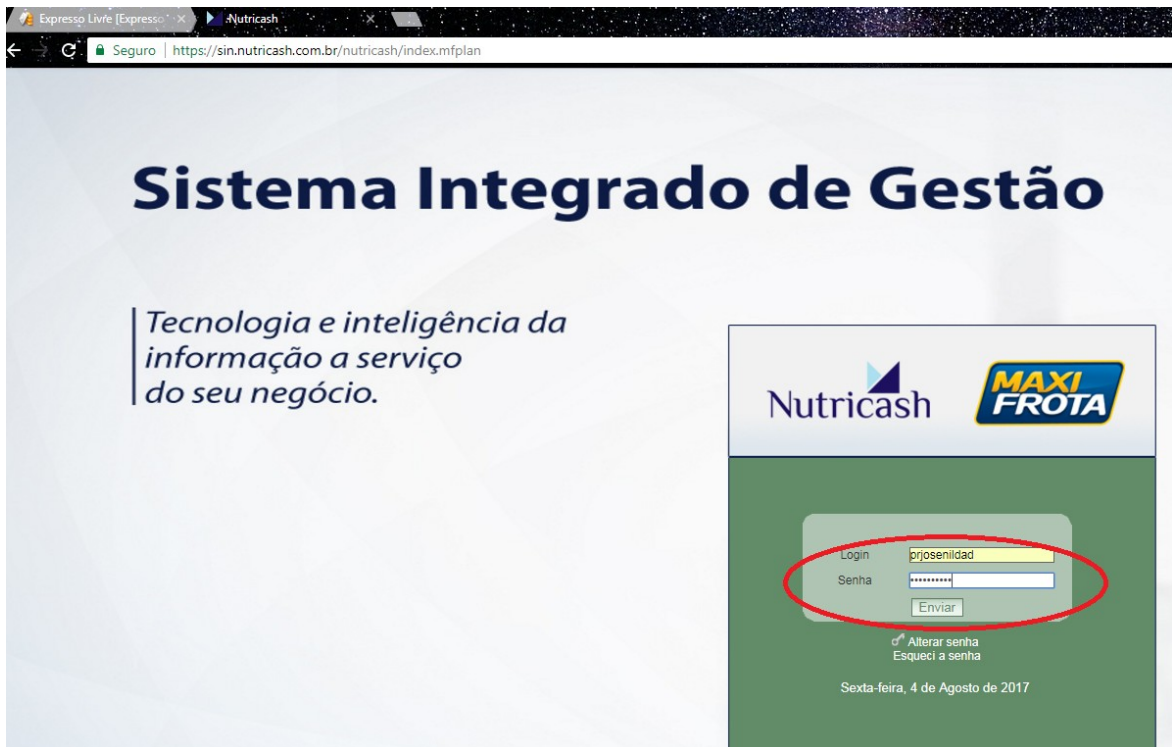 Expresso Livre [Expresso
Nutricash
Seguro | https://sin.nutricash.com.br/nutricash/index.mfplan
Sistema Integrado de Gestão
Tecnologia e inteligência da
informação a serviço
do seu negócio.
Nutricash
MAXI
FROTA
Login prjosenildad
Senha ••••••••••
Enviar
Alterar senha
Esqueci a senha
Sexta-feira, 4 de Agosto de 2017